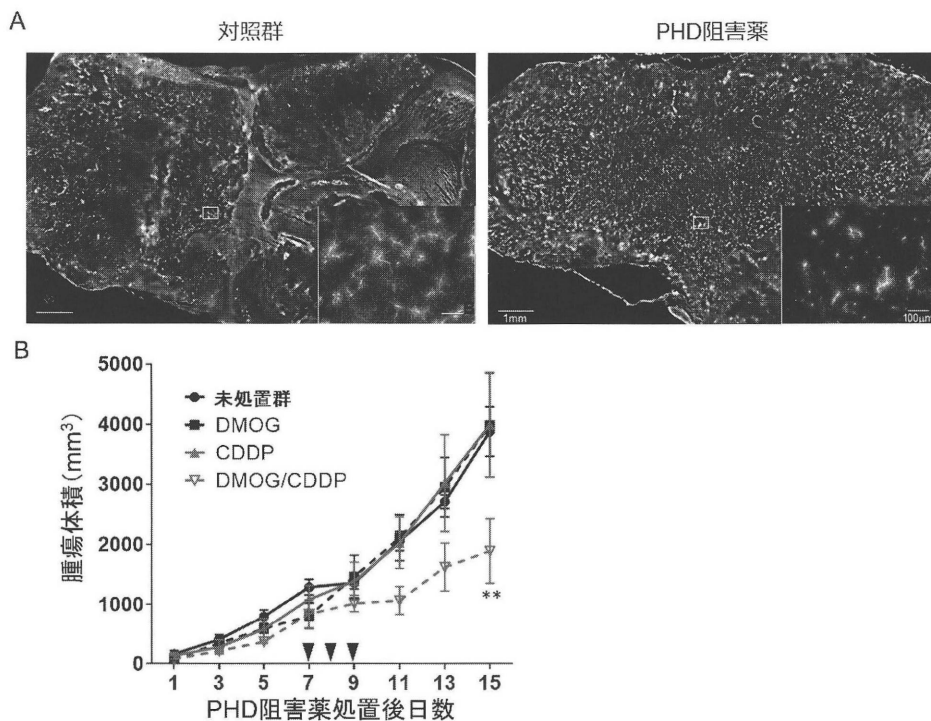 A
対照群
PHD阻害薬
1mm
100μm
B
5000
4000
3000
2000
1000
0
腫瘍体積(mm³)
未処置群
DMOG
CDDP
DMOG/CDDP
**
1 3 5 7 9 11 13 15
PHD阻害薬処置後日数